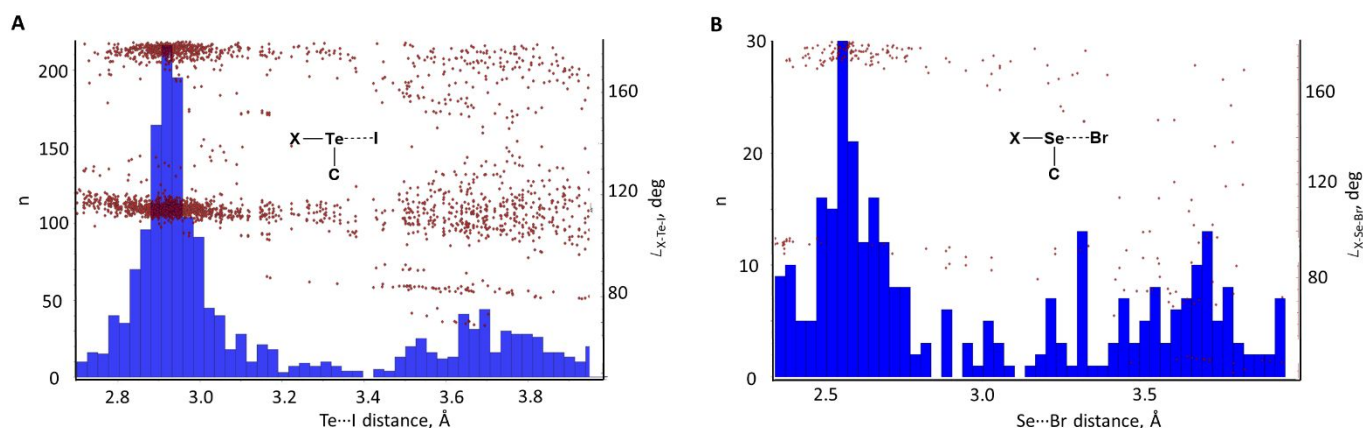 A
B
200
150
100
50
0
n
160
120
80
∠X-Te-I, deg
X—Te---I
C
2.8 3.0 3.2 3.4 3.6 3.8
Te···I distance, Å
30
20
10
0
n
160
120
80
∠X-Se-Br, deg
X—Se---Br
C
2.5 3.0 3.5
Se···Br distance, Å